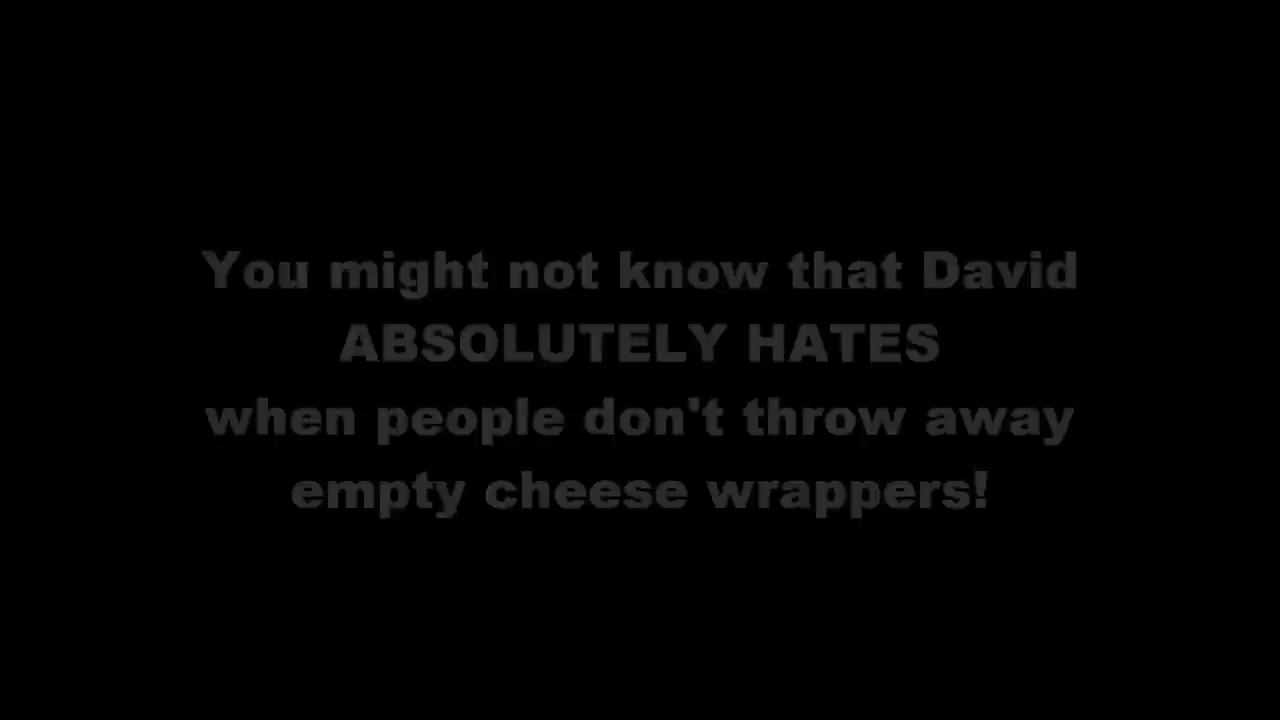 You might not know that David
ABSOLUTELY HATES
when people don't throw away
empty cheese wrappers!